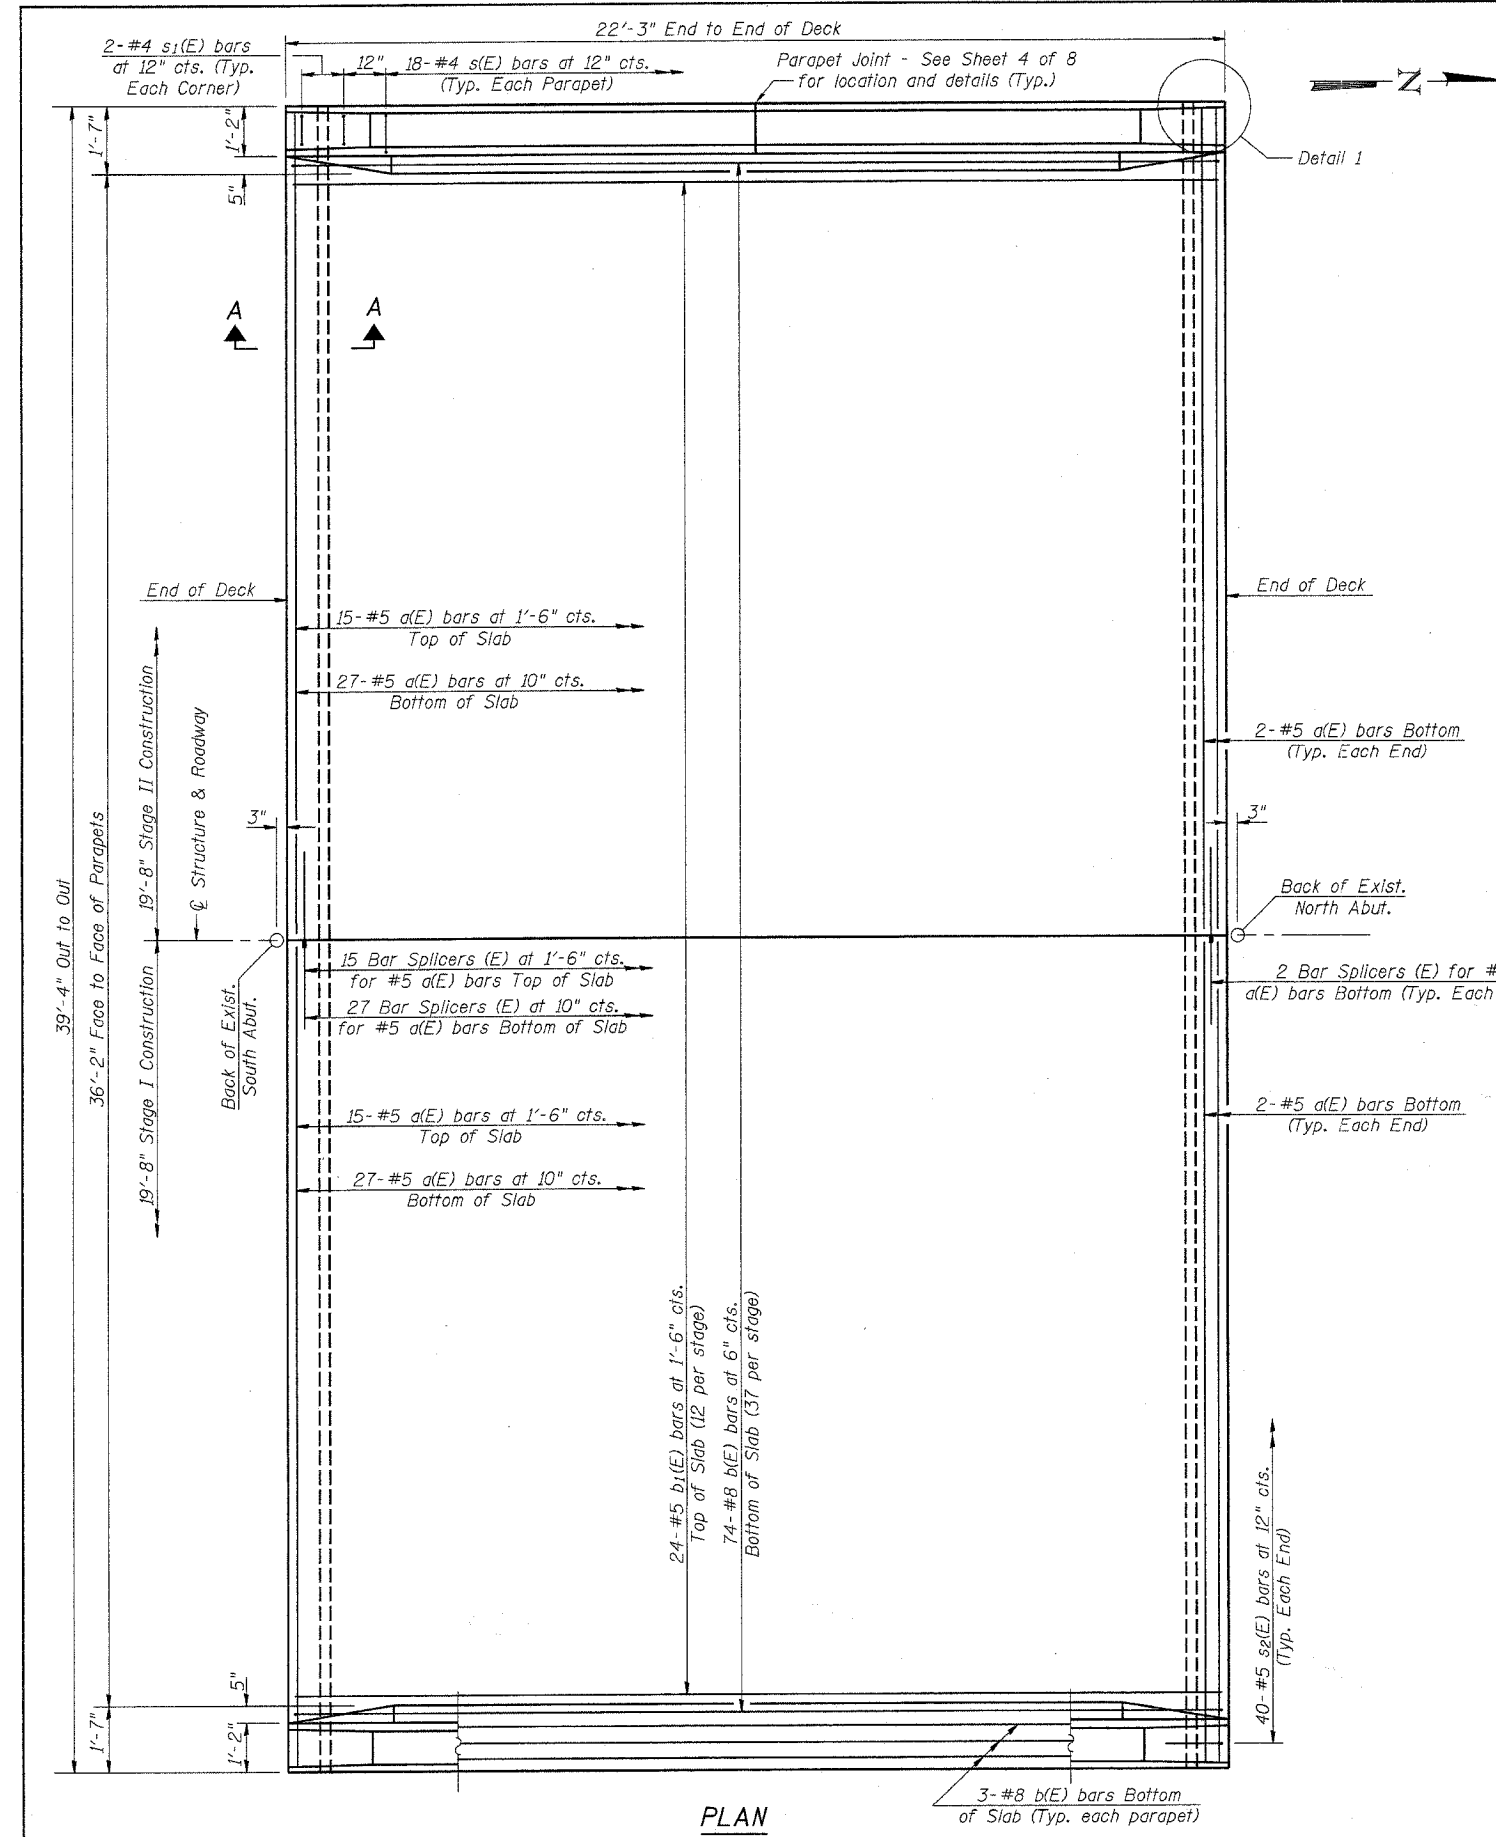 22'-3" End to End of Deck
2-#4 s1(E) bars
at 12" cts. (Typ.
Each Corner)
12"
18-#4 s(E) bars at 12" cts.
(Typ. Each Parapet)
Parapet Joint - See Sheet 4 of 8
for location and details (Typ.)
Z
1'-7"
1'-2"
5"
Detail 1
A
A
End of Deck
End of Deck
15-#5 a(E) bars at 1'-6" cts.
Top of Slab
27-#5 a(E) bars at 10" cts.
Bottom of Slab
2-#5 a(E) bars Bottom
(Typ. Each End)
39'-4" Out to Out
36'-2" Face to Face of Parapets
19'-8" Stage II Construction
℄ Structure & Roadway
3"
3"
Back of Exist.
North Abut.
19'-8" Stage I Construction
Back of Exist.
South Abut.
15 Bar Splicers (E) at 1'-6" cts.
for #5 a(E) bars Top of Slab
27 Bar Splicers (E) at 10" cts.
for #5 a(E) bars Bottom of Slab
2 Bar Splicers (E) for #
a(E) bars Bottom (Typ. Each
15-#5 a(E) bars at 1'-6" cts.
Top of Slab
27-#5 a(E) bars at 10" cts.
Bottom of Slab
2-#5 a(E) bars Bottom
(Typ. Each End)
24-#5 b1(E) bars at 1'-6" cts.
Top of Slab (12 per stage)
74-#8 b(E) bars at 6" cts.
Bottom of Slab (37 per stage)
40-#5 s2(E) bars at 12" cts.
(Typ. Each End)
5"
1'-7"
1'-2"
3-#8 b(E) bars Bottom
of Slab (Typ. each parapet)
PLAN